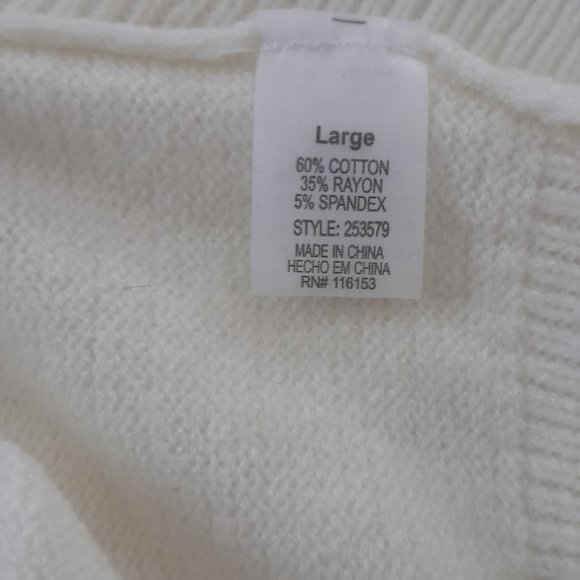 Large
60% COTTON
35% RAYON
5% SPANDEX
STYLE: 253579
MADE IN CHINA
HECHO EM CHINA
RN# 116153